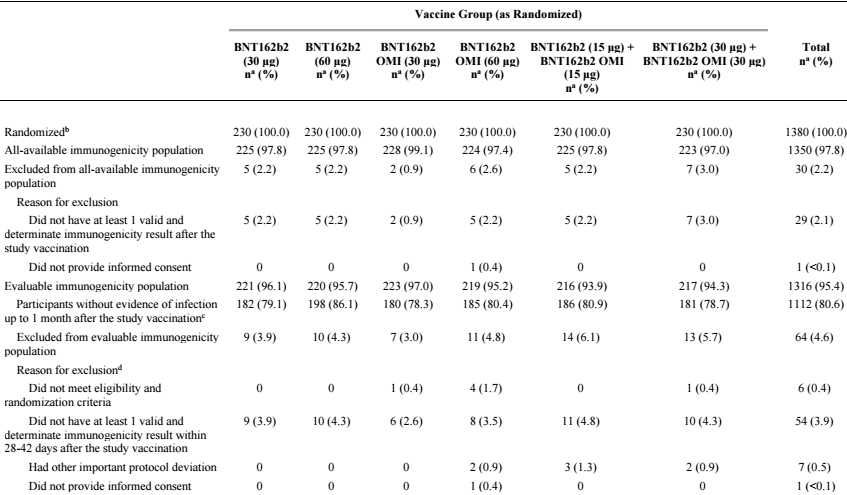 Vaccine Group (as Randomized)
BNT162b2 (30 µg) nᵃ (%) BNT162b2 (60 µg) nᵃ (%) BNT162b2 OMI (30 µg) nᵃ (%) BNT162b2 OMI (60 µg) nᵃ (%) BNT162b2 (15 µg) + BNT162b2 OMI (15 µg) nᵃ (%) BNT162b2 (30 µg) + BNT162b2 OMI (30 µg) nᵃ (%) Total nᵃ (%)
Randomizedᵇ 230 (100.0) 230 (100.0) 230 (100.0) 230 (100.0) 230 (100.0) 230 (100.0) 1380 (100.0)
All-available immunogenicity population 225 (97.8) 225 (97.8) 228 (99.1) 224 (97.4) 225 (97.8) 223 (97.0) 1350 (97.8)
Excluded from all-available immunogenicity 5 (2.2) 5 (2.2) 2 (0.9) 6 (2.6) 5 (2.2) 7 (3.0) 30 (2.2)
population
Reason for exclusion
Did not have at least 1 valid and 5 (2.2) 5 (2.2) 2 (0.9) 5 (2.2) 5 (2.2) 7 (3.0) 29 (2.1)
determinate immunogenicity result after the
study vaccination
Did not provide informed consent 0 0 0 1 (0.4) 0 0 1 (<0.1)
Evaluable immunogenicity population 221 (96.1) 220 (95.7) 223 (97.0) 219 (95.2) 216 (93.9) 217 (94.3) 1316 (95.4)
Participants without evidence of infection 182 (79.1) 198 (86.1) 180 (78.3) 185 (80.4) 186 (80.9) 181 (78.7) 1112 (80.6)
up to 1 month after the study vaccinationᶜ
Excluded from evaluable immunogenicity 9 (3.9) 10 (4.3) 7 (3.0) 11 (4.8) 14 (6.1) 13 (5.7) 64 (4.6)
population
Reason for exclusionᵈ
Did not meet eligibility and 0 0 1 (0.4) 4 (1.7) 0 1 (0.4) 6 (0.4)
randomization criteria
Did not have at least 1 valid and 9 (3.9) 10 (4.3) 6 (2.6) 8 (3.5) 11 (4.8) 10 (4.3) 54 (3.9)
determinate immunogenicity result within
28-42 days after the study vaccination
Had other important protocol deviation 0 0 0 2 (0.9) 3 (1.3) 2 (0.9) 7 (0.5)
Did not provide informed consent 0 0 0 1 (0.4) 0 0 1 (<0.1)